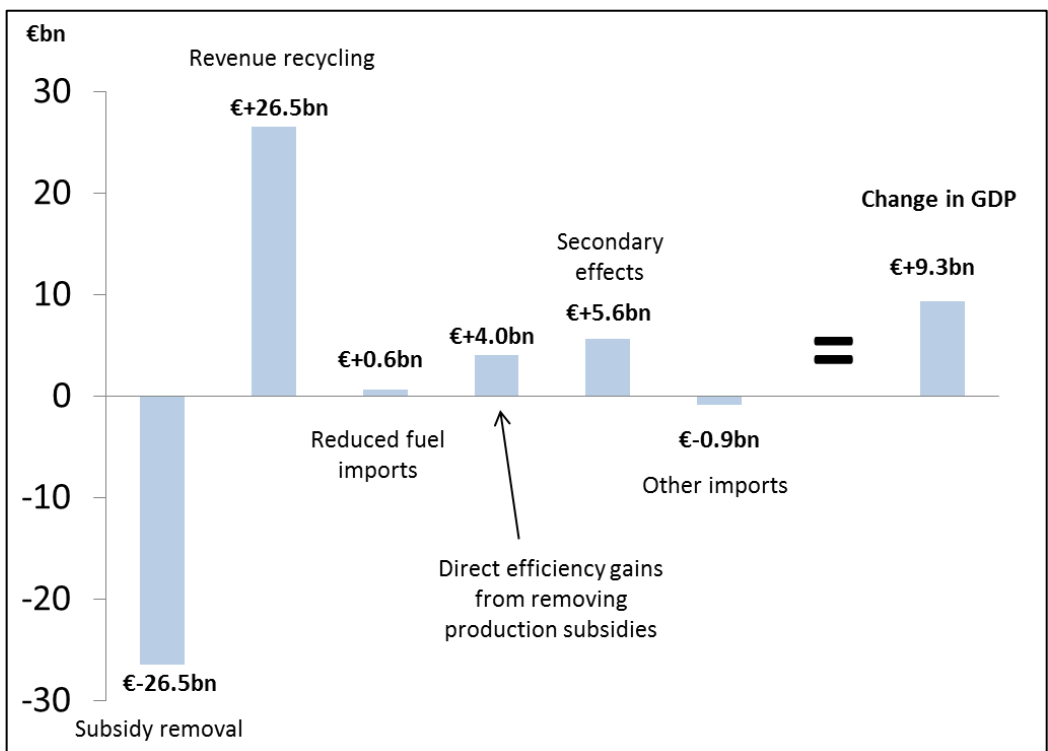 €bn
Revenue recycling
€+26.5bn
30
20
10
0
-10
-20
-30
Change in GDP
€+9.3bn
Secondary
effects
€+5.6bn
€+4.0bn
€+0.6bn
=
Reduced fuel
imports
€-0.9bn
Other imports
Direct efficiency gains
from removing
production subsidies
€-26.5bn
Subsidy removal